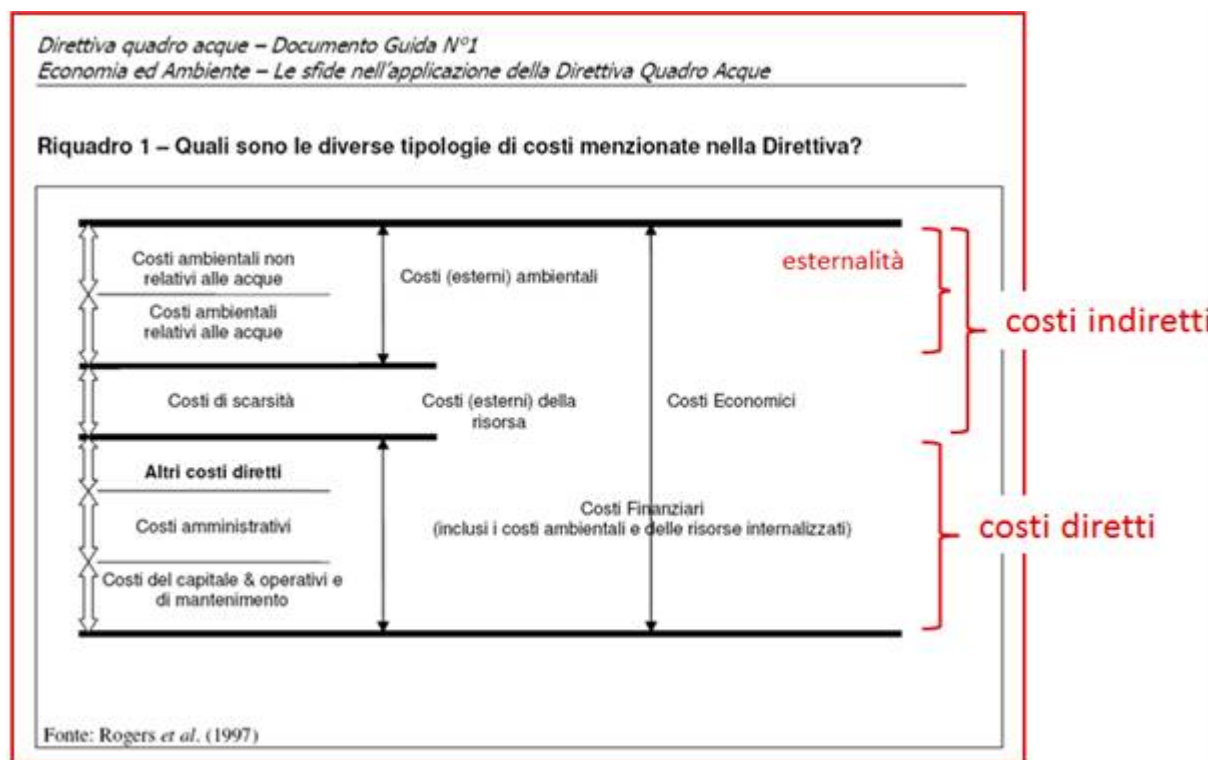 Direttiva quadro acque – Documento Guida N°1
Economia ed Ambiente – Le sfide nell'applicazione della Direttiva Quadro Acque
Riquadro 1 – Quali sono le diverse tipologie di costi menzionate nella Direttiva?
Costi ambientali non
relativi alle acque
Costi (esterni) ambientali
esternalità
Costi ambientali
relativi alle acque
costi indiretti
Costi di scarsità
Costi (esterni) della
risorsa
Costi Economici
Altri costi diretti
Costi amministrativi
Costi Finanziari
(inclusi i costi ambientali e delle risorse internalizzati)
costi diretti
Costi del capitale & operativi e
di mantenimento
Fonte: Rogers et al. (1997)